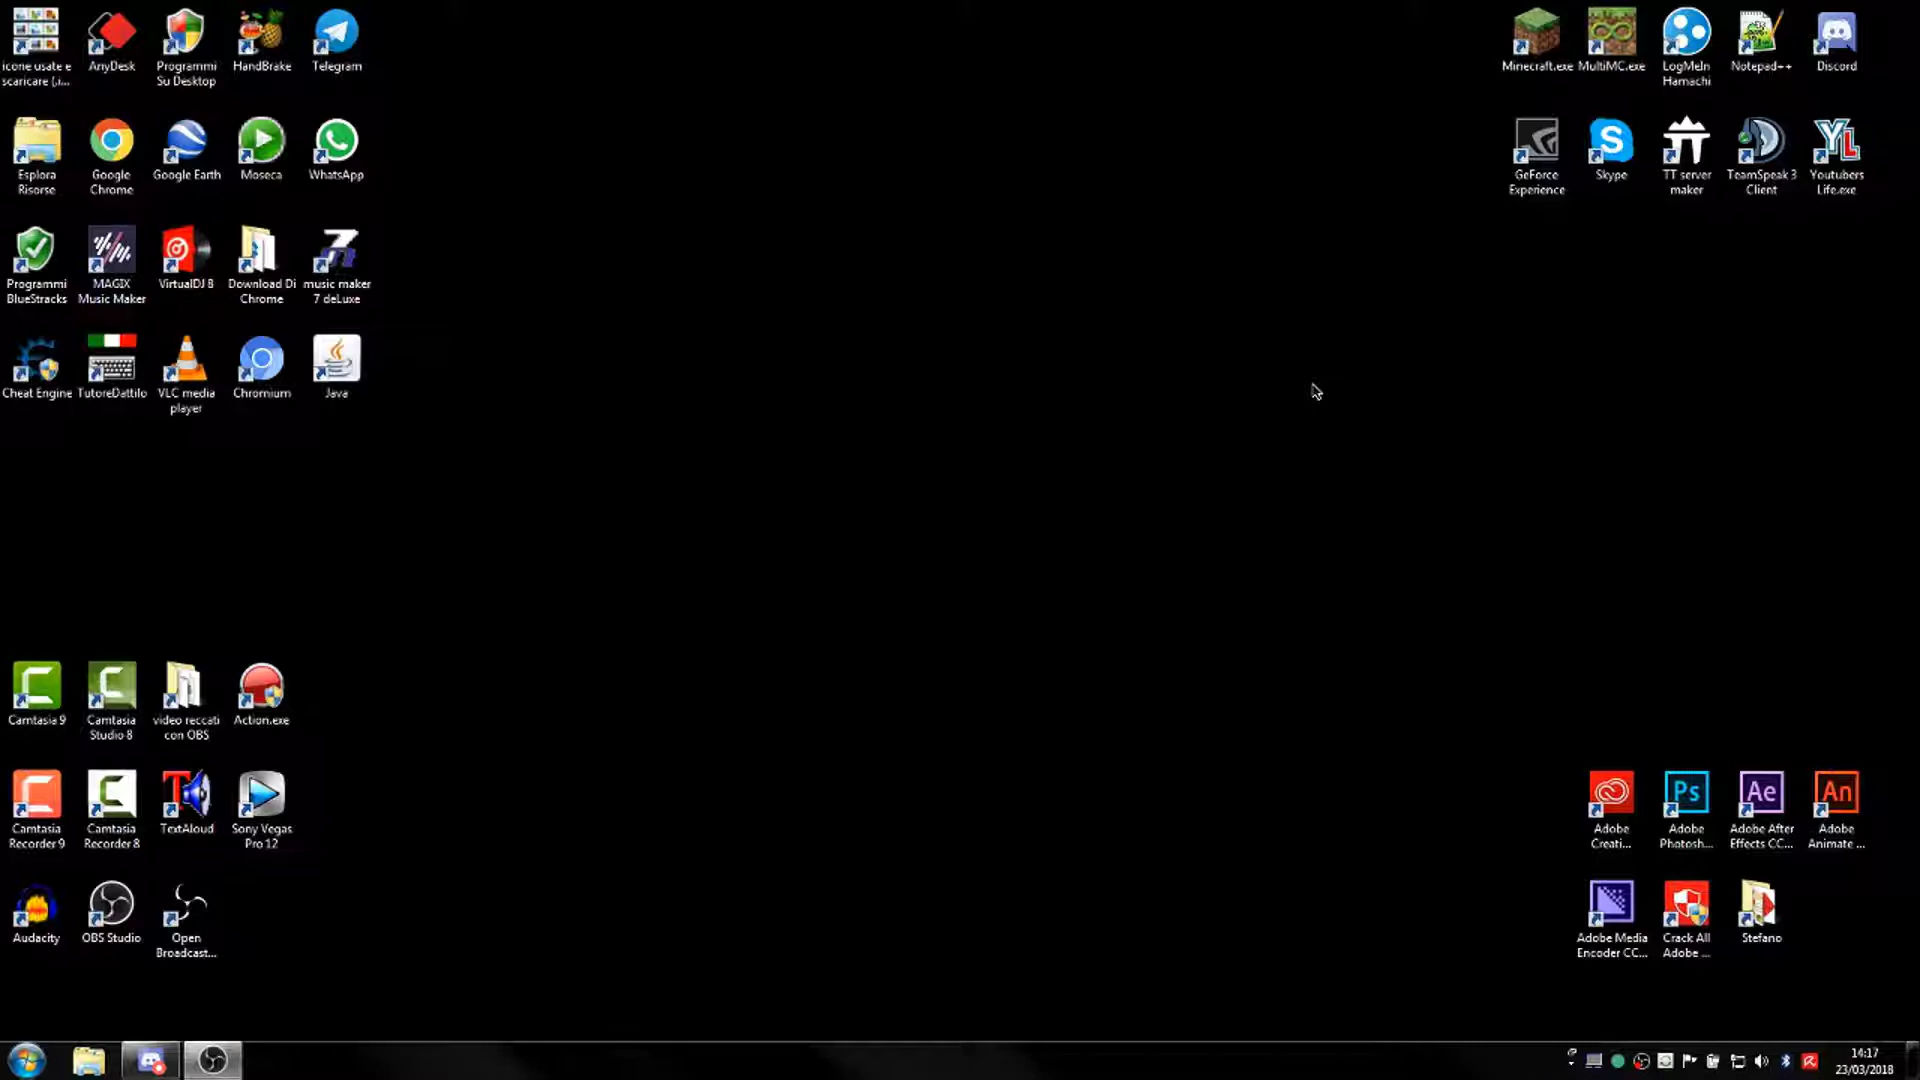 icone usate e
scaricare (.i...
AnyDesk
Programmi
Su Desktop
HandBrake
Telegram
Minecraft.exe
MultiMC.exe
LogMeIn
Hamachi
Notepad++
Discord
Esplora
Risorse
Google
Chrome
Google Earth
Moseca
WhatsApp
GeForce
Experience
Skype
TT server
maker
TeamSpeak 3
Client
Youtubers
Life.exe
Programmi
BlueStracks
MAGIX
Music Maker
VirtualDJ 8
Download Di
Chrome
music maker
7 deLuxe
Cheat Engine
TutoreDattilo
VLC media
player
Chromium
Java
Camtasia 9
Camtasia
Studio 8
video reccati
con OBS
Action.exe
Camtasia
Recorder 9
Camtasia
Recorder 8
TextAloud
Sony Vegas
Pro 12
Adobe
Creati...
Adobe
Photosh...
Adobe After
Effects CC...
Adobe
Animate ...
Audacity
OBS Studio
Open
Broadcast...
Adobe Media
Encoder CC...
Crack All
Adobe ...
Stefano
14:17
23/03/2018